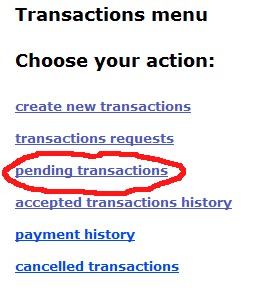 Transactions menu
Choose your action:
create new transactions
transactions requests
pending transactions
accepted transactions history
payment history
cancelled transactions